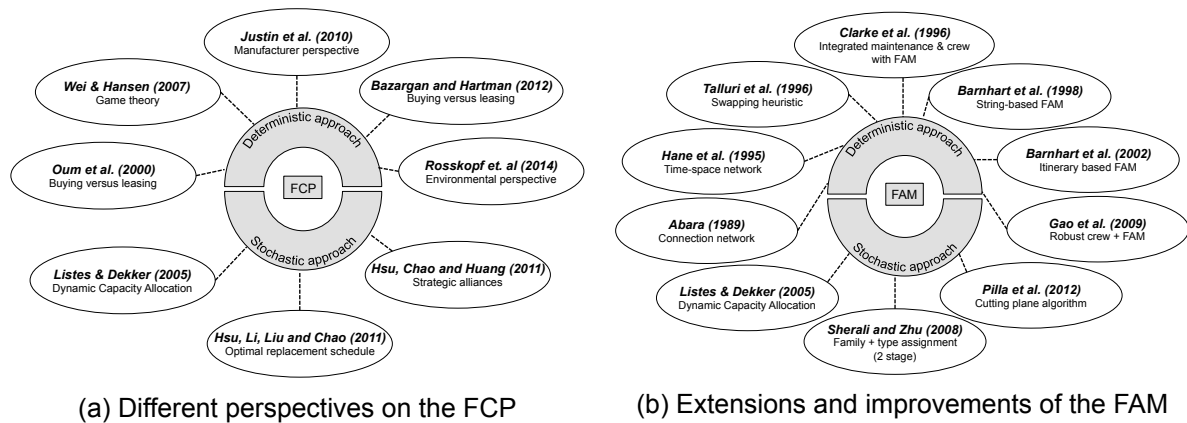 Justin et al. (2010)
Manufacturer perspective
Wei & Hansen (2007)
Game theory
Bazargan and Hartman (2012)
Buying versus leasing
Oum et al. (2000)
Buying versus leasing
Rosskopf et. al (2014)
Environmental perspective
Deterministic approach
FCP
Stochastic approach
Listes & Dekker (2005)
Dynamic Capacity Allocation
Hsu, Chao and Huang (2011)
Strategic alliances
Hsu, Li, Liu and Chao (2011)
Optimal replacement schedule
(a) Different perspectives on the FCP
Clarke et al. (1996)
Integrated maintenance & crew
with FAM
Talluri et al. (1996)
Swapping heuristic
Barnhart et al. (1998)
String-based FAM
Hane et al. (1995)
Time-space network
Barnhart et al. (2002)
Itinerary based FAM
Deterministic approach
FAM
Stochastic approach
Abara (1989)
Connection network
Gao et al. (2009)
Robust crew + FAM
Listes & Dekker (2005)
Dynamic Capacity Allocation
Pilla et al. (2012)
Cutting plane algorithm
Sherali and Zhu (2008)
Family + type assignment
(2 stage)
(b) Extensions and improvements of the FAM